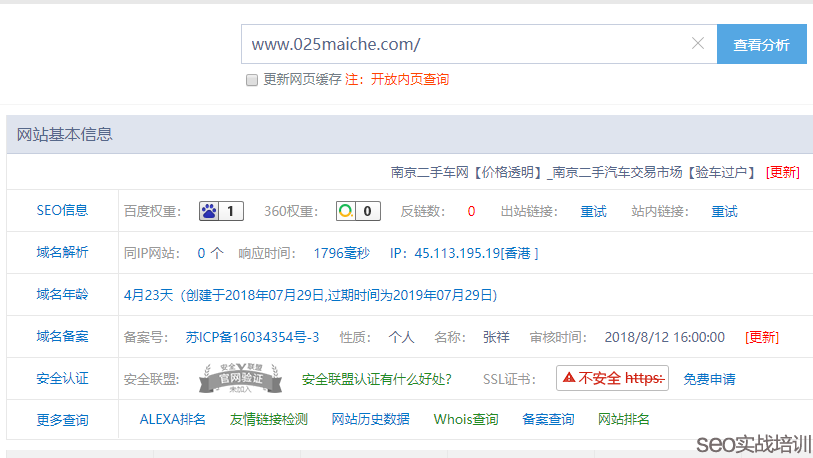 www.025maiche.com/ 查看分析
更新网页缓存 注：开放内页查询
网站基本信息
南京二手车网【价格透明】_南京二手汽车交易市场【验车过户】 [更新]
SEO信息 百度权重： 1 360权重： 0 反链数： 0 出站链接： 重试 站内链接： 重试
域名解析 同IP网站： 0 个 响应时间： 1796毫秒 IP：45.113.195.19[香港 ]
域名年龄 4月23天 (创建于2018年07月29日,过期时间为2019年07月29日)
域名备案 备案号： 苏ICP备16034354号-3 性质： 个人 名称： 张祥 审核时间： 2018/8/12 16:00:00 [更新]
安全认证 安全联盟: 安全联盟 官网验证 未加入 安全联盟认证有什么好处? SSL证书： 不安全 https: 免费申请
更多查询 ALEXA排名 友情链接检测 网站历史数据 Whois查询 备案查询 网站排名
seo实战培训